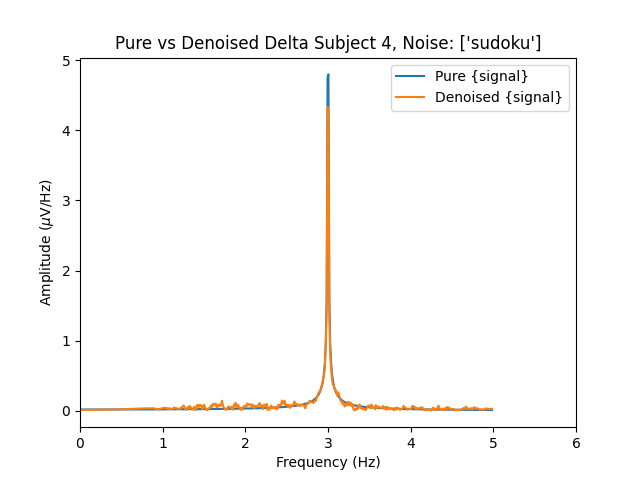 Pure vs Denoised Delta Subject 4, Noise: ['sudoku']
Pure {signal}
Denoised {signal}
5
4
3
2
1
0
Amplitude (μV/Hz)
0 1 2 3 4 5 6
Frequency (Hz)